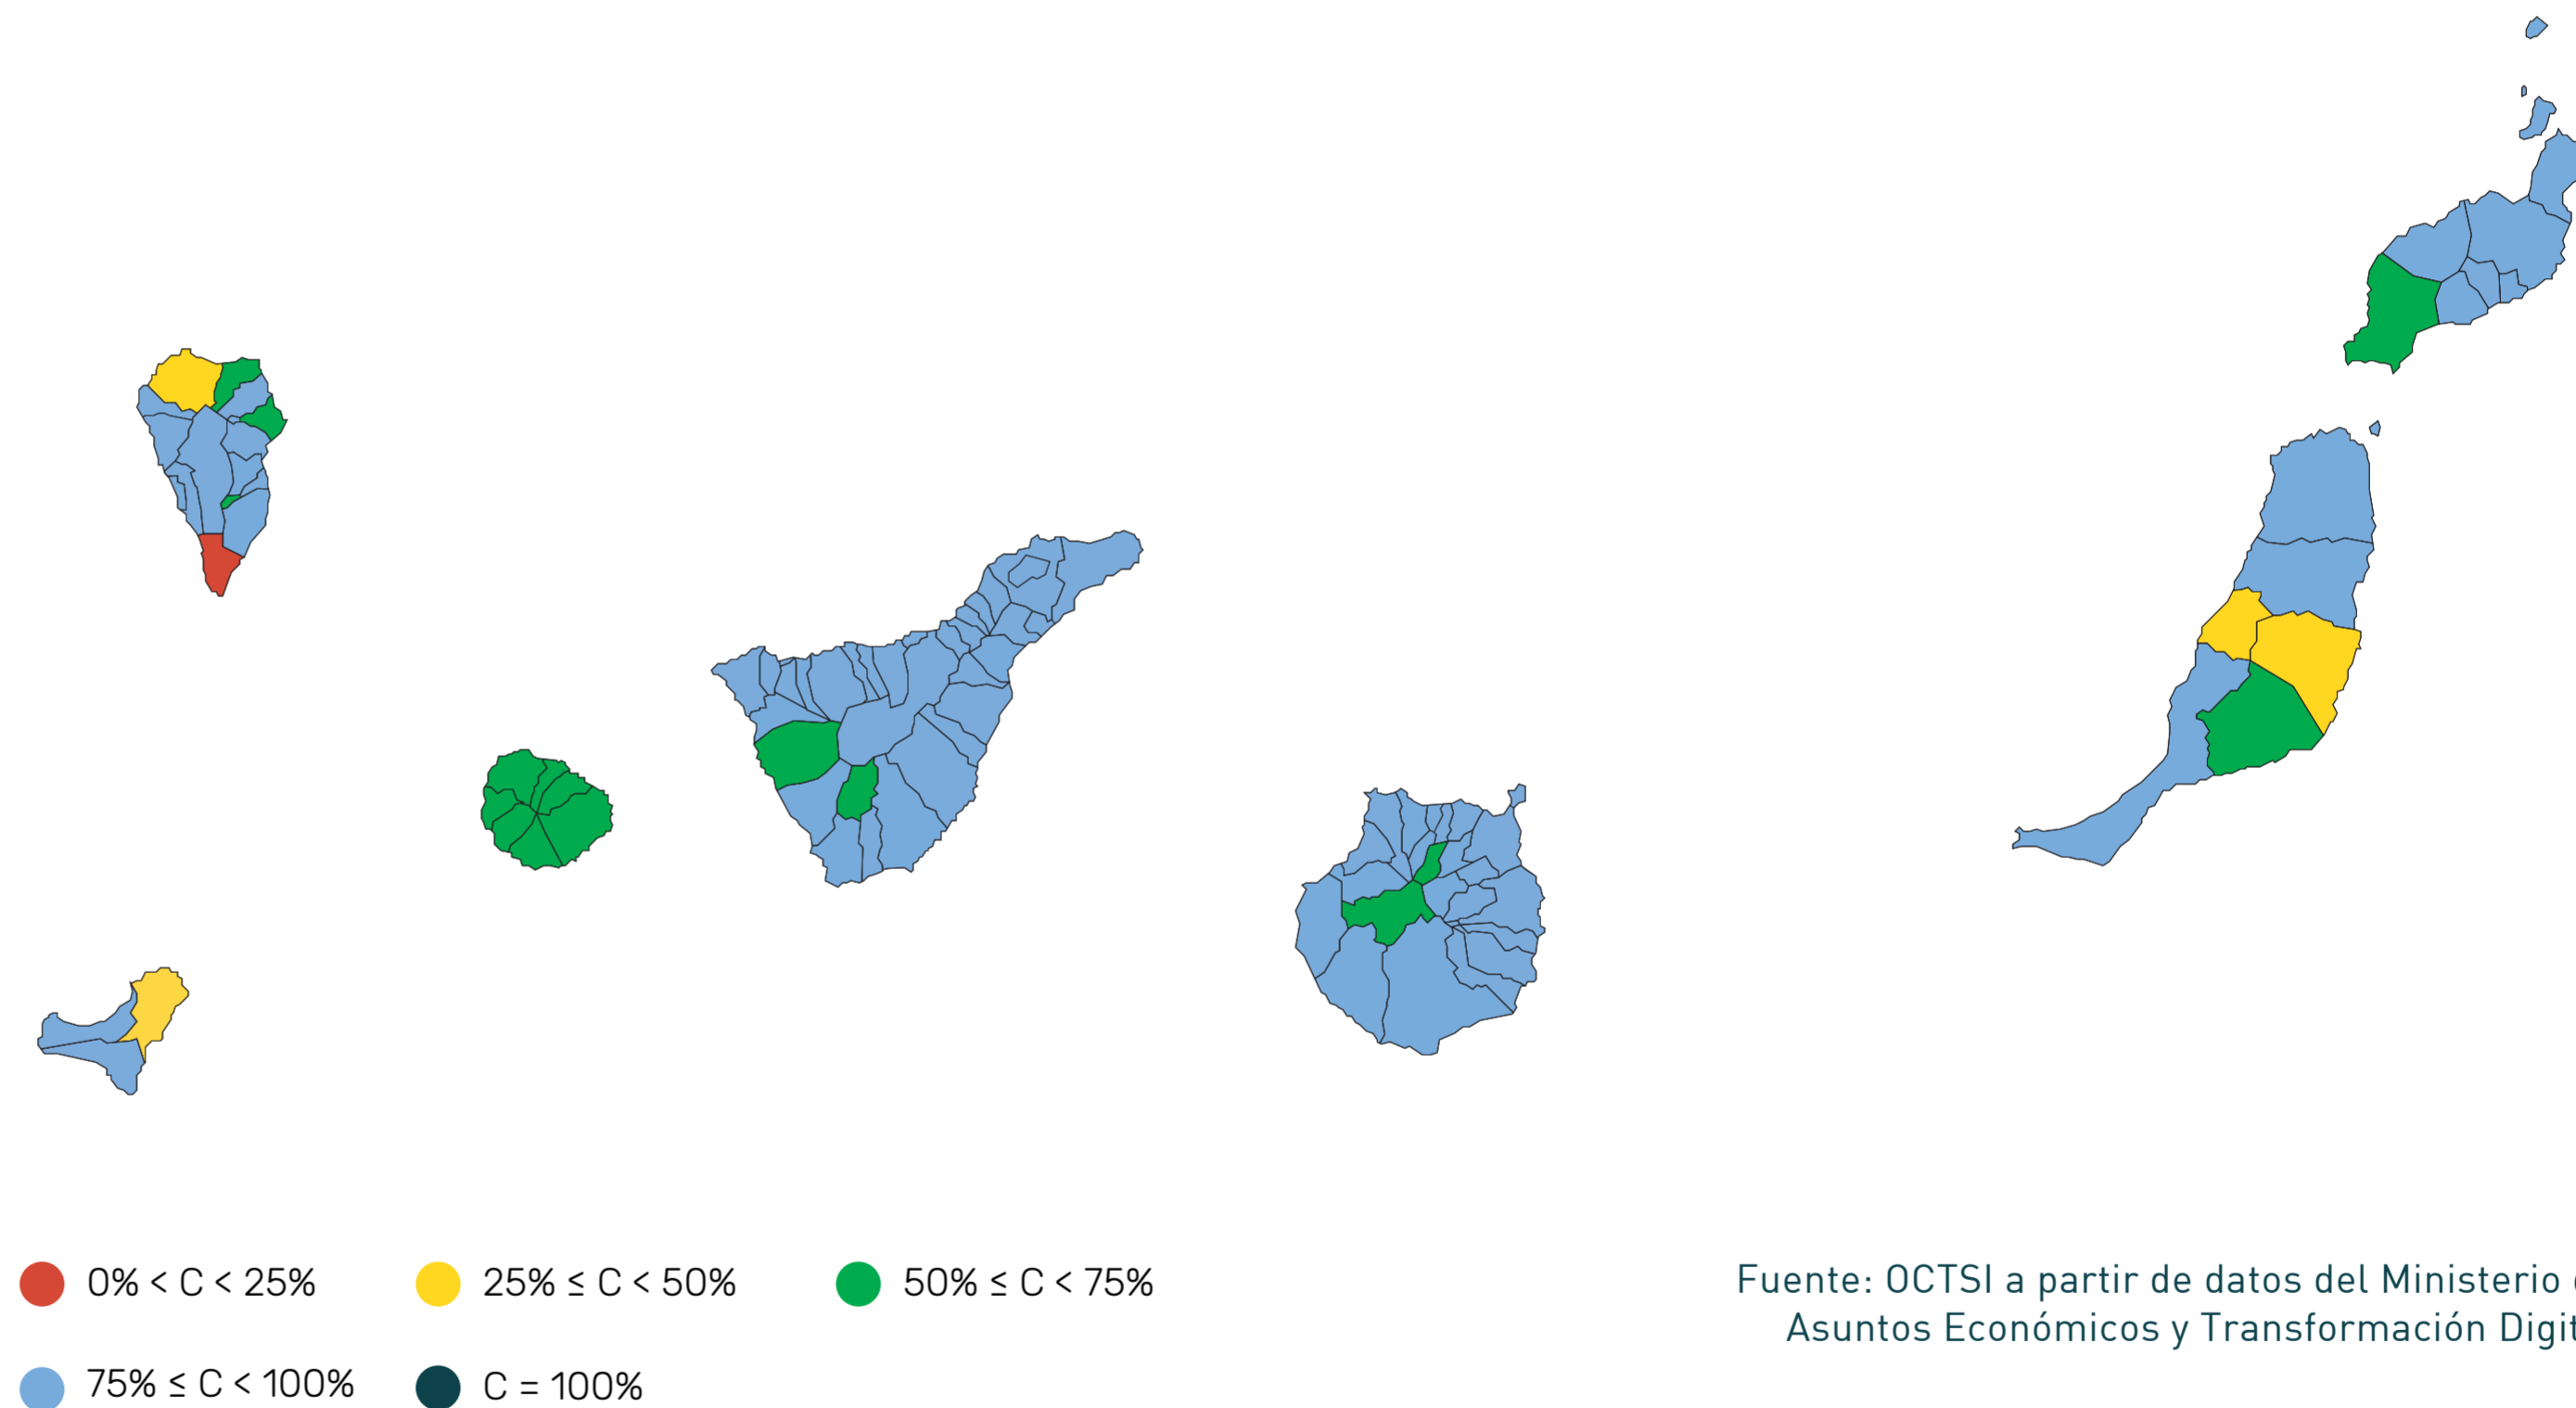 0% < C < 25%
25% ≤ C < 50%
50% ≤ C < 75%
75% ≤ C < 100%
C = 100%
Fuente: OCTSI a partir de datos del Ministerio
Asuntos Económicos y Transformación